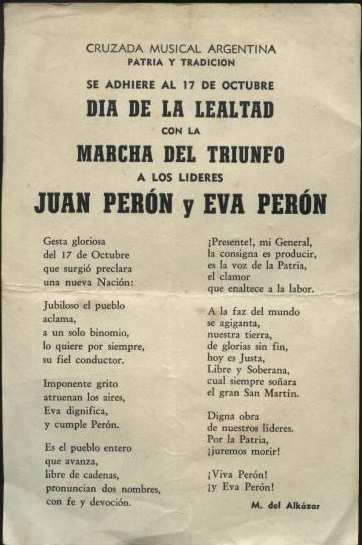 CRUZADA MUSICAL ARGENTINA
PATRIA Y TRADICION
SE ADHIERE AL 17 DE OCTUBRE
DIA DE LA LEALTAD
CON LA
MARCHA DEL TRIUNFO
A LOS LIDERES
JUAN PERÓN y EVA PERÓN
Gesta gloriosa
del 17 de Octubre
que surgió preclara
una nueva Nación:
Jubiloso el pueblo
aclama,
a un solo binomio,
lo quiere por siempre,
su fiel conductor.
Imponente grito
atruenan los aires,
Eva dignifica,
y cumple Perón.
Es el pueblo entero
que avanza,
libre de cadenas,
pronuncian dos nombres,
con fe y devoción.
¡Presente!, mi General,
la consigna es producir,
es la voz de la Patria,
el clamor
que enaltece a la labor.
A la faz del mundo
se agiganta,
nuestra tierra,
de glorias sin fin,
hoy es Justa,
Libre y Soberana,
cual siempre soñara
el gran San Martín.
Digna obra
de nuestros líderes.
Por la Patria,
¡juremos morir!
¡Viva Perón!
¡y Eva Perón!
M. del Alkázar